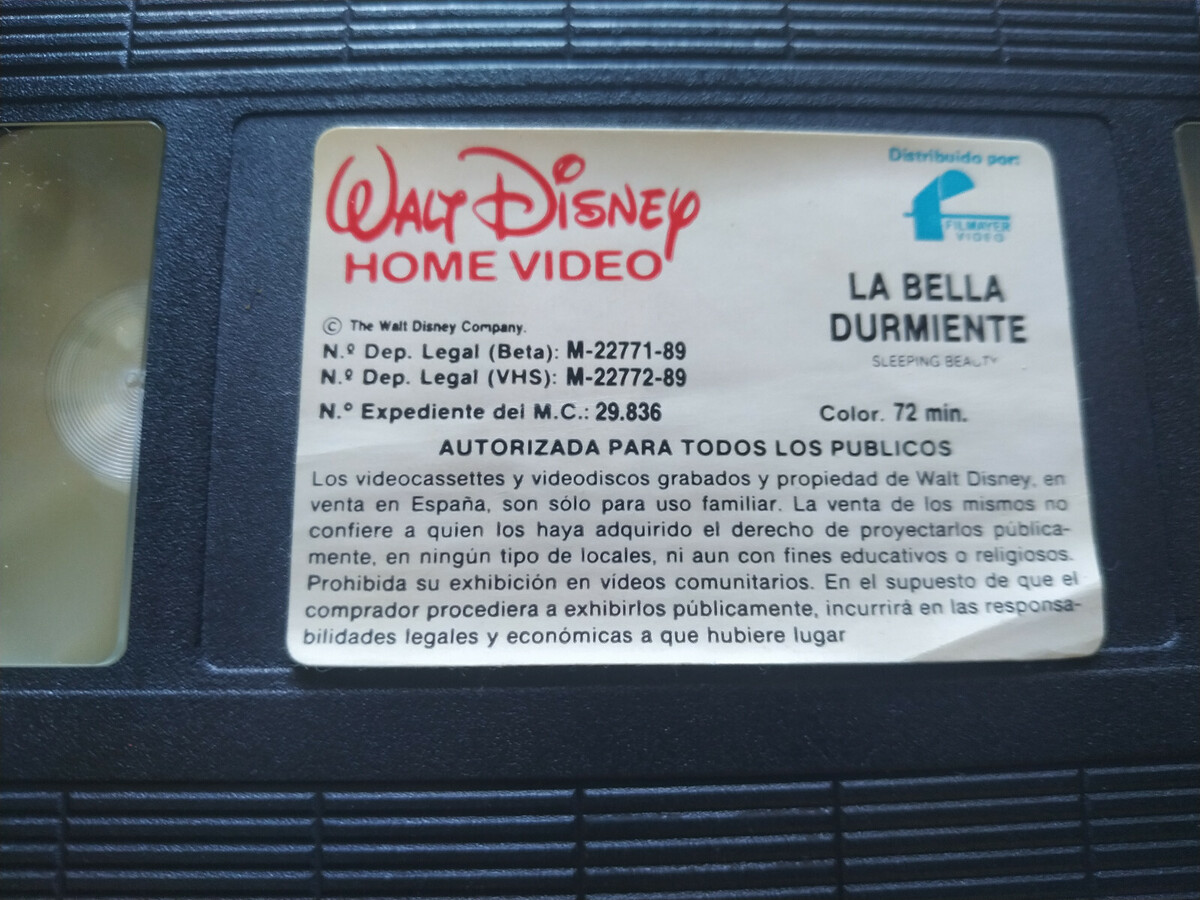 WALT DISNEY
HOME VIDEO
Distribuido por:
FILMAYER
VIDEO
LA BELLA
DURMIENTE
SLEEPING BEAUTY
© The Walt Disney Company.
N.º Dep. Legal (Beta): M-22771-89
N.º Dep. Legal (VHS): M-22772-89
N.º Expediente del M.C.: 29.836
Color. 72 min.
AUTORIZADA PARA TODOS LOS PUBLICOS
Los videocassettes y videodiscos grabados y propiedad de Walt Disney, en
venta en España, son sólo para uso familiar. La venta de los mismos no
confiere a quien los haya adquirido el derecho de proyectarlos pública-
mente, en ningún tipo de locales, ni aun con fines educativos o religiosos.
Prohibida su exhibición en vídeos comunitarios. En el supuesto de que el
comprador procediera a exhibirlos públicamente, incurrirá en las responsa-
bilidades legales y económicas a que hubiere lugar